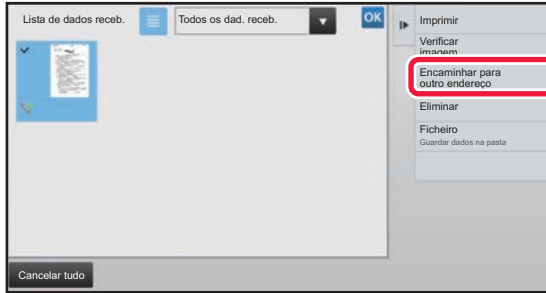 Lista de dados receb.
Todos os dad. receb.
OK
Imprimir
Verificar
imagem
Encaminhar para
outro endereço
Eliminar
Ficheiro
Guardar dados na pasta
Cancelar tudo